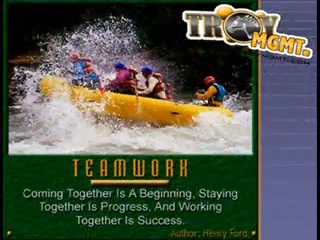 TROY
MGMT.
TEAMWORK
Coming Together Is A Beginning, Staying
Together Is Progress, And Working
Together Is Success.
Author; Henry Ford